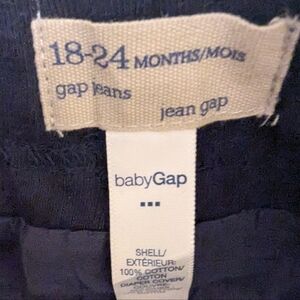 18-24 MONTHS/MOIS
gap jeans
jean gap
babyGap
SHELL/
EXTÉRIEUR:
100% COTTON/
COTON
DIAPER COVER/